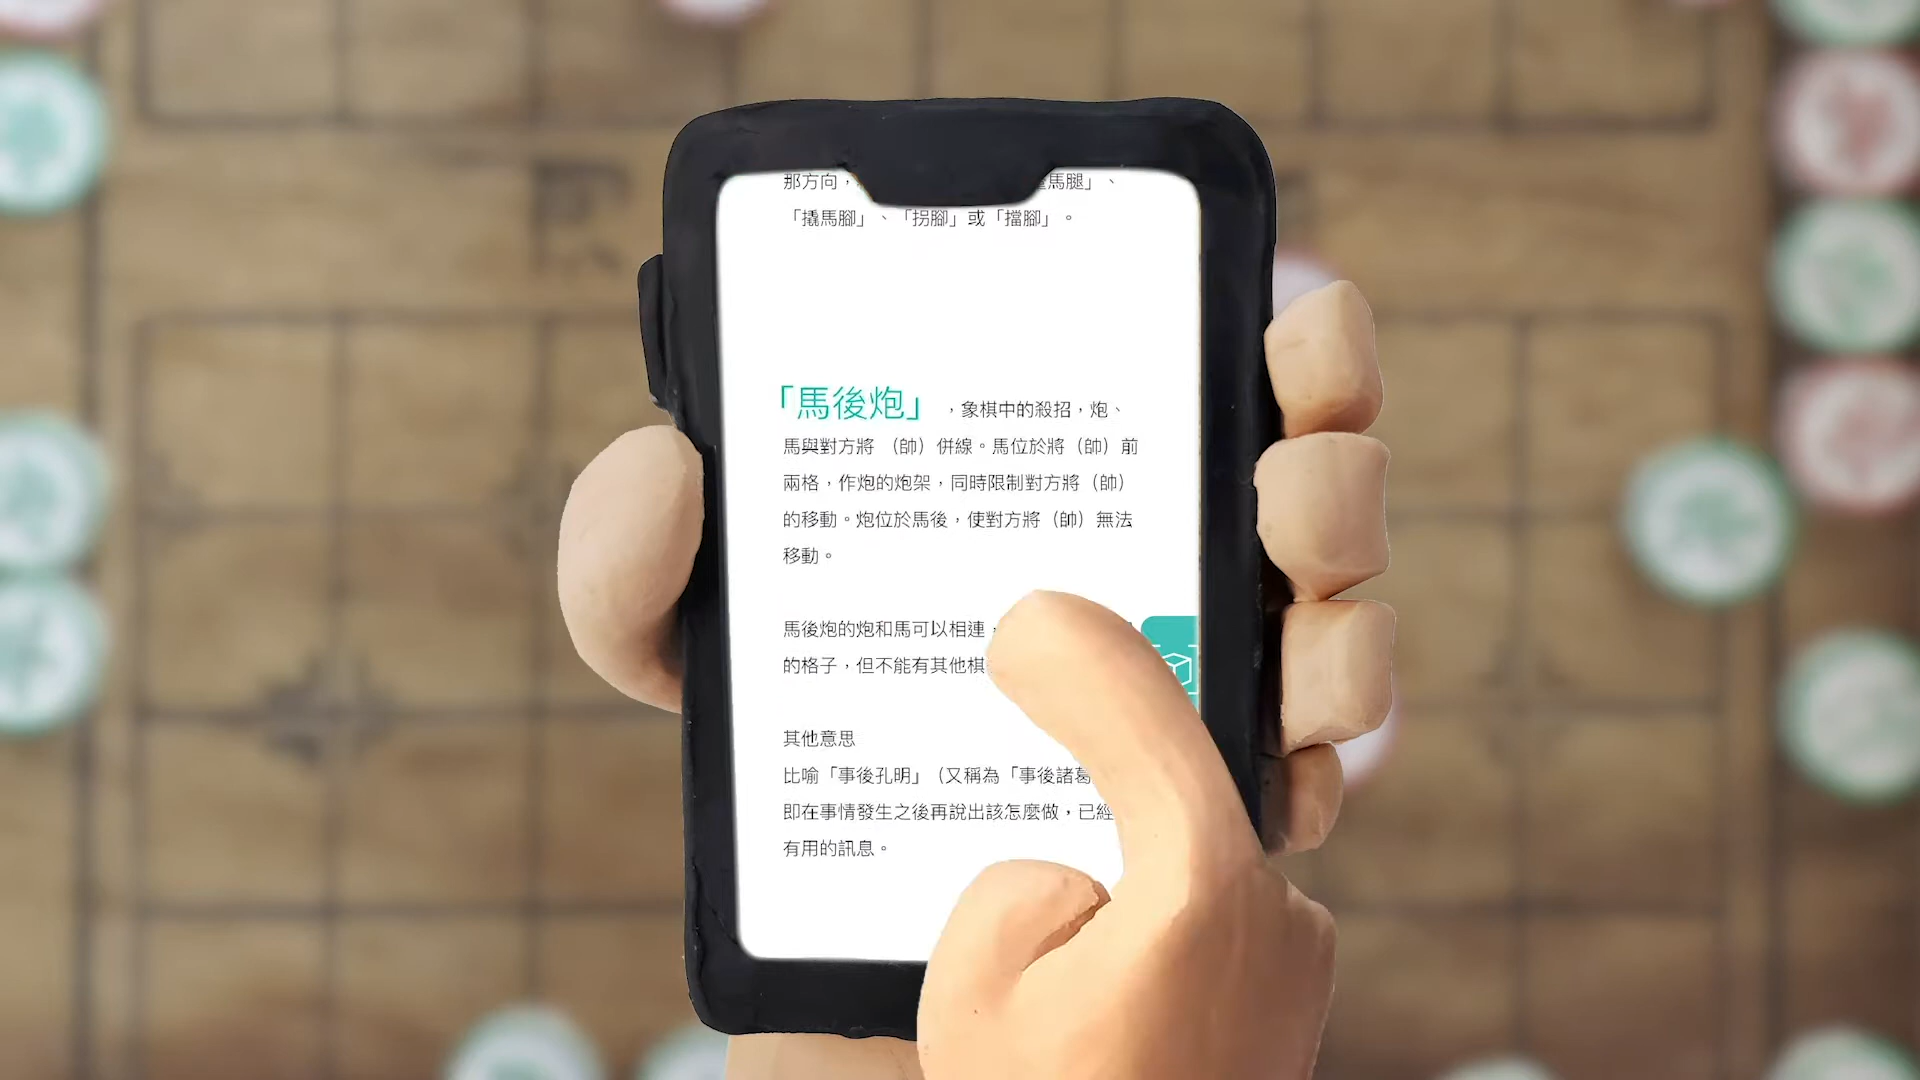 那方向，馬腿」、
「撬馬腳」、「拐腳」或「擋腳」。
「馬後炮」，象棋中的殺招，炮、
馬與對方將 （帥）併線。馬位於將（帥）前
兩格，作炮的炮架，同時限制對方將（帥）
的移動。炮位於馬後，使對方將（帥）無法
移動。
馬後炮的炮和馬可以相連，
的格子，但不能有其他棋
其他意思
比喻「事後孔明」（又稱為「事後諸葛
即在事情發生之後再說出該怎麼做，已經
有用的訊息。